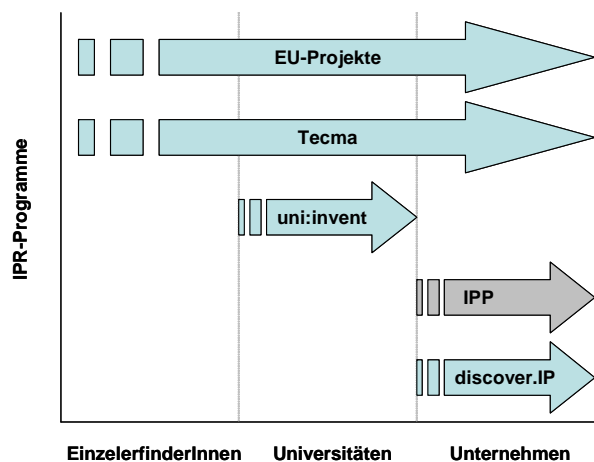 EU-Projekte
Tecma
uni:invent
IPP
discover.IP
IPR-Programme
EinzelerfinderInnen Universitäten Unternehmen